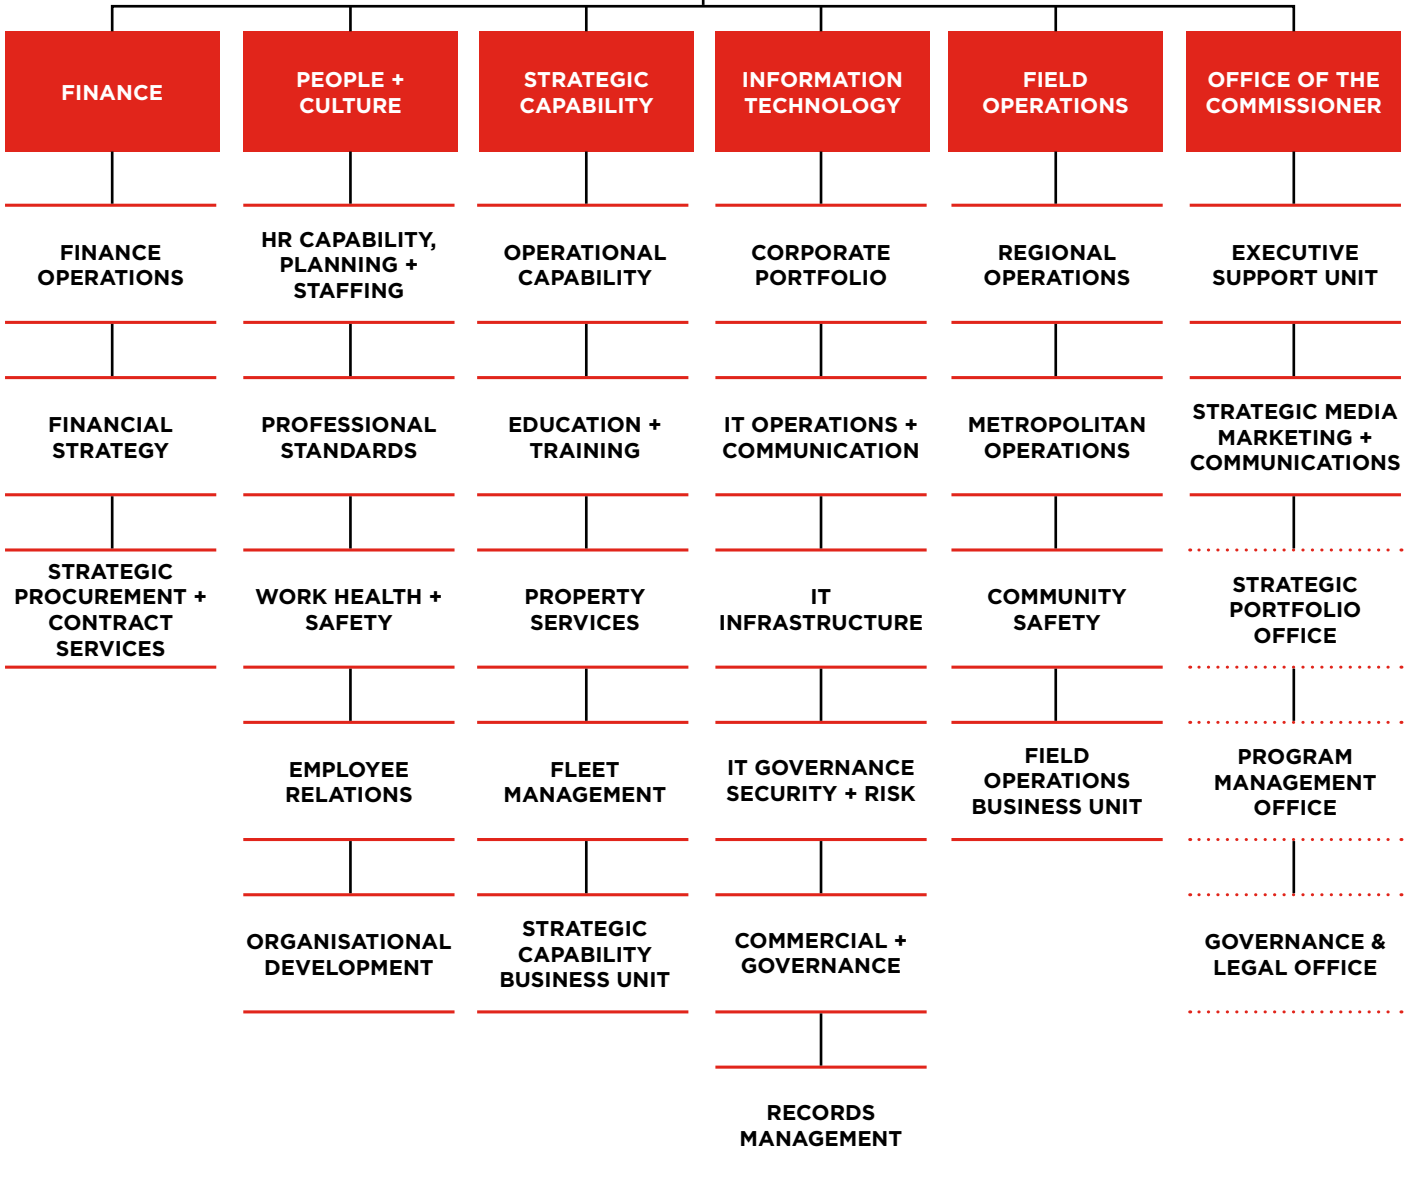 FINANCE
PEOPLE +
CULTURE
STRATEGIC
CAPABILITY
INFORMATION
TECHNOLOGY
FIELD
OPERATIONS
OFFICE OF THE
COMMISSIONER
FINANCE
OPERATIONS
HR CAPABILITY,
PLANNING +
STAFFING
OPERATIONAL
CAPABILITY
CORPORATE
PORTFOLIO
REGIONAL
OPERATIONS
EXECUTIVE
SUPPORT UNIT
FINANCIAL
STRATEGY
PROFESSIONAL
STANDARDS
EDUCATION +
TRAINING
IT OPERATIONS +
COMMUNICATION
METROPOLITAN
OPERATIONS
STRATEGIC MEDIA
MARKETING +
COMMUNICATIONS
STRATEGIC
PROCUREMENT +
CONTRACT
SERVICES
WORK HEALTH +
SAFETY
PROPERTY
SERVICES
IT
INFRASTRUCTURE
COMMUNITY
SAFETY
STRATEGIC
PORTFOLIO
OFFICE
EMPLOYEE
RELATIONS
FLEET
MANAGEMENT
IT GOVERNANCE
SECURITY + RISK
FIELD
OPERATIONS
BUSINESS UNIT
PROGRAM
MANAGEMENT
OFFICE
ORGANISATIONAL
DEVELOPMENT
STRATEGIC
CAPABILITY
BUSINESS UNIT
COMMERCIAL +
GOVERNANCE
GOVERNANCE &
LEGAL OFFICE
RECORDS
MANAGEMENT